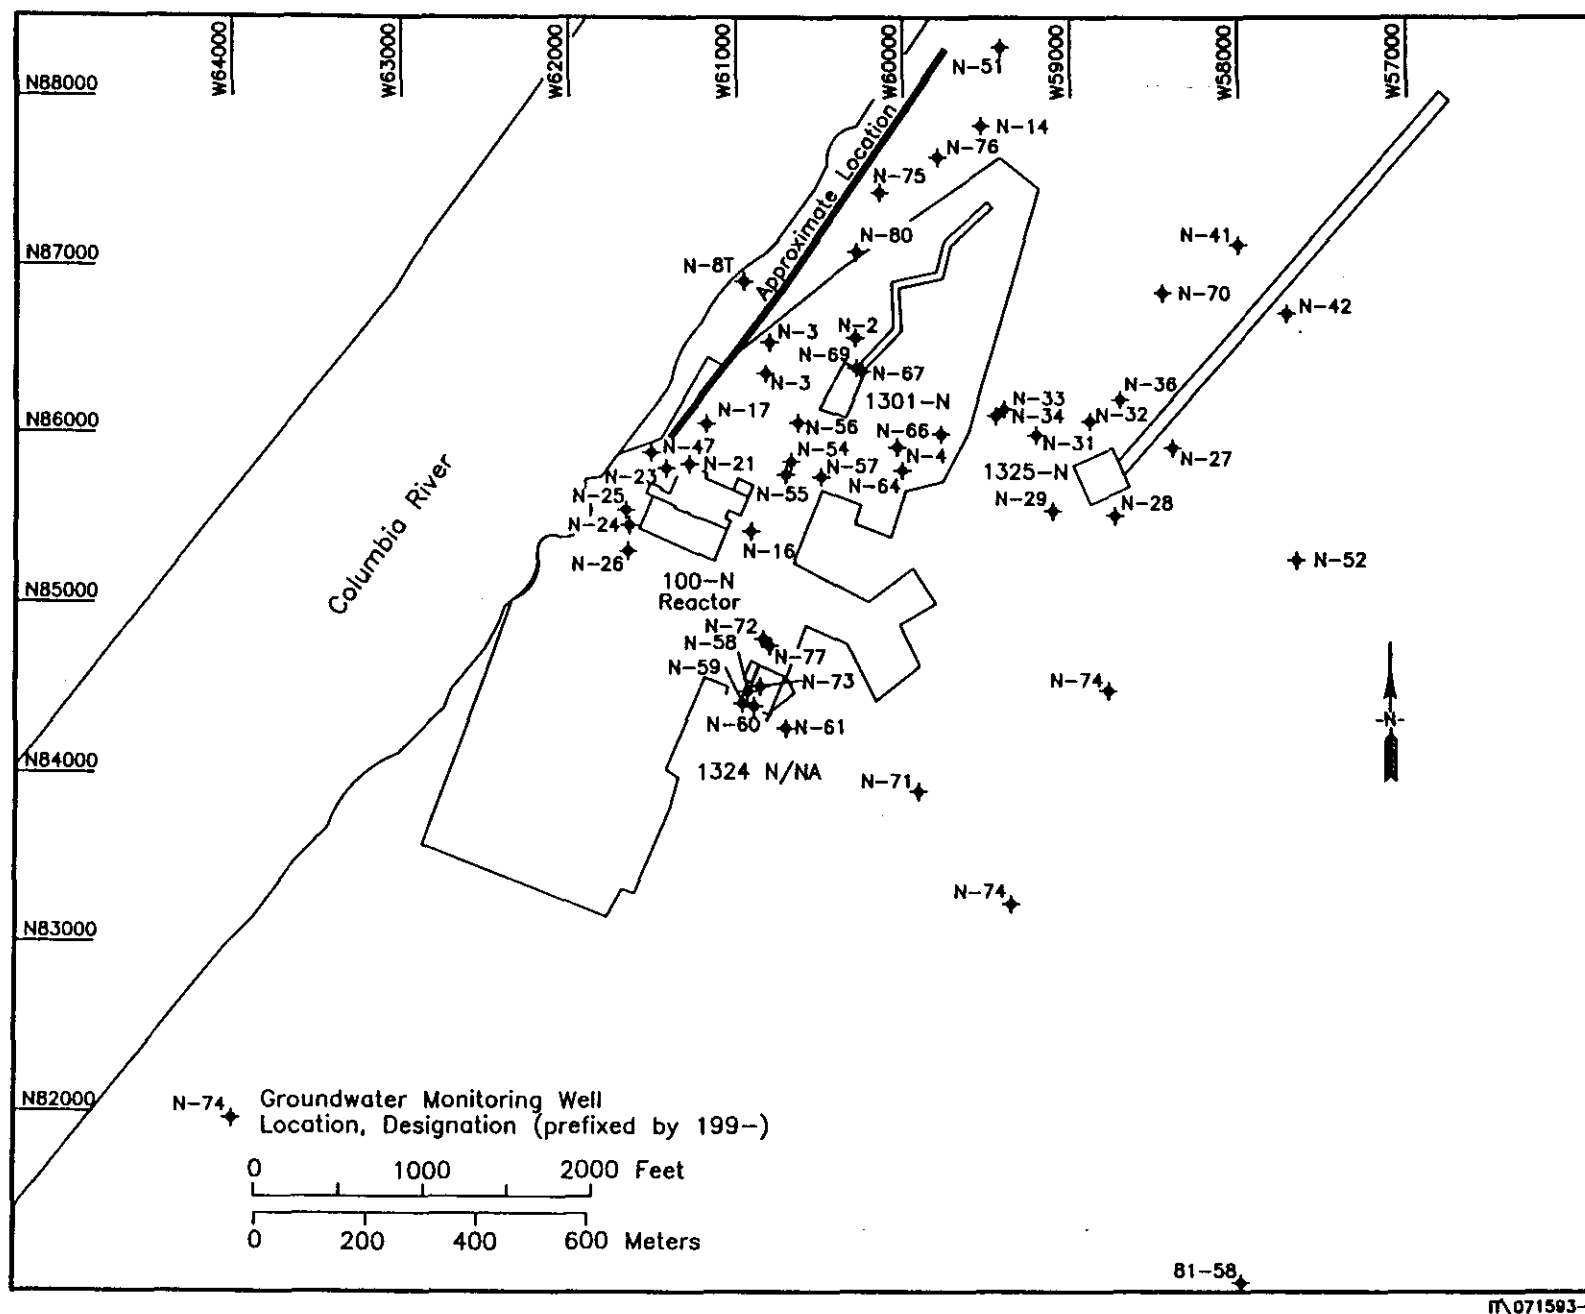 W64000
W63000
W62000
W61000
W60000
W59000
W58000
W57000
N88000
N87000
N86000
N85000
N84000
N83000
N82000
Columbia River
Approximate Location
N-51
N-14
N-76
N-75
N-80
N-41
N-8T
N-70
N-42
N-3
N-2
N-69
N-3
N-67
1301-N
N-36
N-33
N-34
N-32
N-17
N-56
N-66
N-31
N-47
N-54
N-4
N-27
N-23
N-21
N-57
1325-N
N-55
N-64
N-25
N-29
N-28
N-24
N-16
N-26
N-52
100-N
Reactor
N-72
N-58
N-77
N-59
N-73
N-74
N-60
N-61
1324 N/NA
N-71
N-74
-N-
N-74
Groundwater Monitoring Well
Location, Designation (prefixed by 199-)
0 1000 2000 Feet
0 200 400 600 Meters
81-58